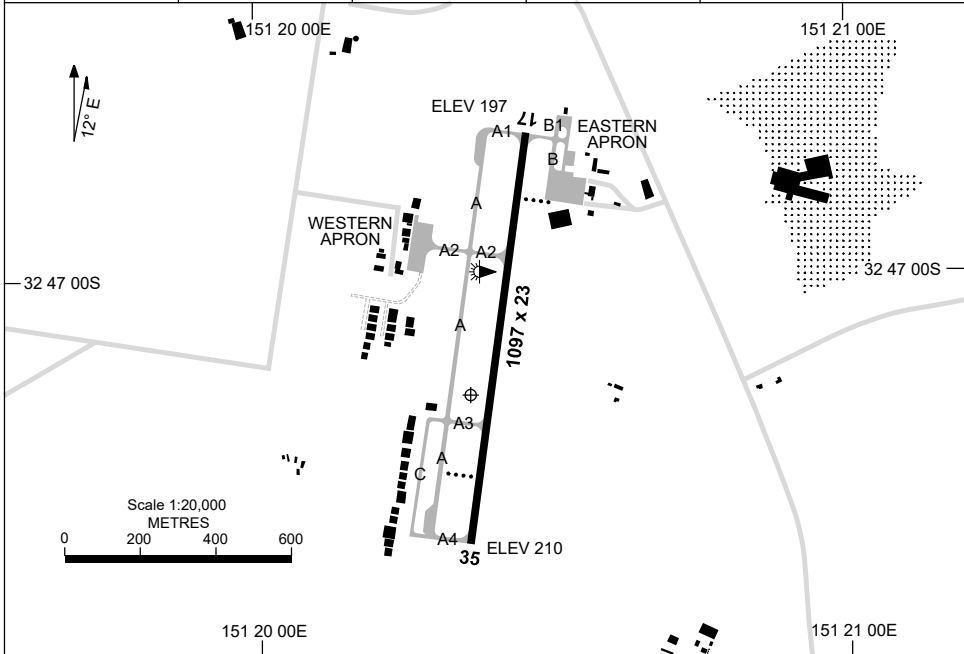 151 20 00E
151 21 00E
12° E
ELEV 197
17
A1
B1
EASTERN
APRON
B
A
WESTERN
APRON
A2
A2
32 47 00S
32 47 00S
1097 x 23
A
A3
A
C
Scale 1:20,000
METRES
0 200 400 600
A4
ELEV 210
35
151 20 00E
151 21 00E